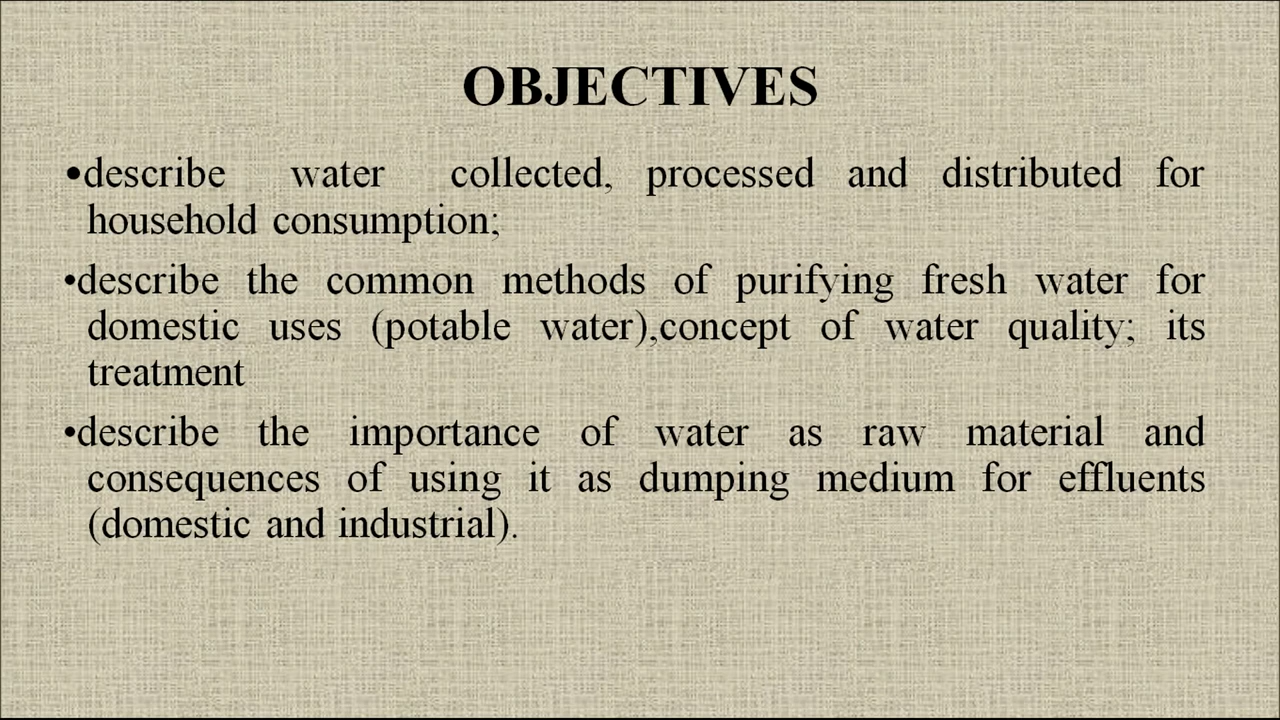 OBJECTIVES
•describe water collected, processed and distributed for
household consumption;
•describe the common methods of purifying fresh water for
domestic uses (potable water),concept of water quality; its
treatment
•describe the importance of water as raw material and
consequences of using it as dumping medium for effluents
(domestic and industrial).